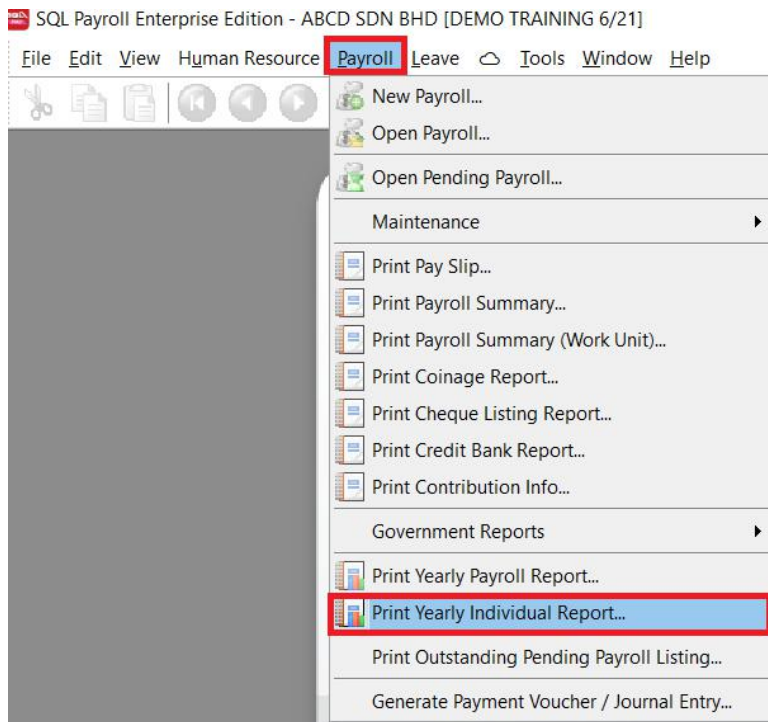 SQL Payroll Enterprise Edition - ABCD SDN BHD [DEMO TRAINING 6/21]
File Edit View Human Resource Payroll Leave Tools Window Help
New Payroll...
Open Payroll...
Open Pending Payroll...
Maintenance
Print Pay Slip...
Print Payroll Summary...
Print Payroll Summary (Work Unit)...
Print Coinage Report...
Print Cheque Listing Report...
Print Credit Bank Report...
Print Contribution Info...
Government Reports
Print Yearly Payroll Report...
Print Yearly Individual Report...
Print Outstanding Pending Payroll Listing...
Generate Payment Voucher / Journal Entry...